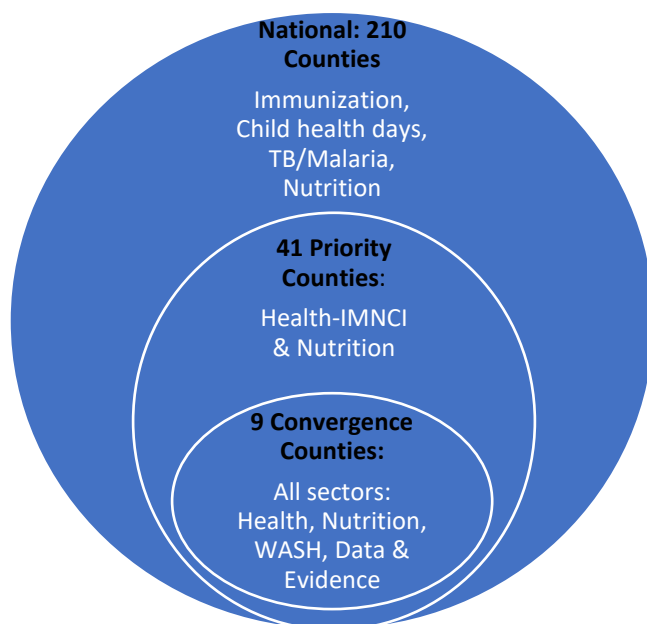 National: 210
Counties
Immunization,
Child health days,
TB/Malaria,
Nutrition
41 Priority
Counties:
Health-IMNCI
& Nutrition
9 Convergence
Counties:
All sectors:
Health, Nutrition,
WASH, Data &
Evidence